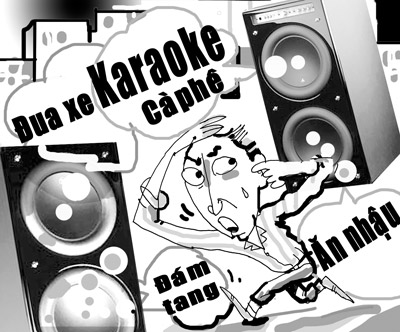 Đua xe
Karaoke
Cà phê
Đám
tang
Ăn nhậu